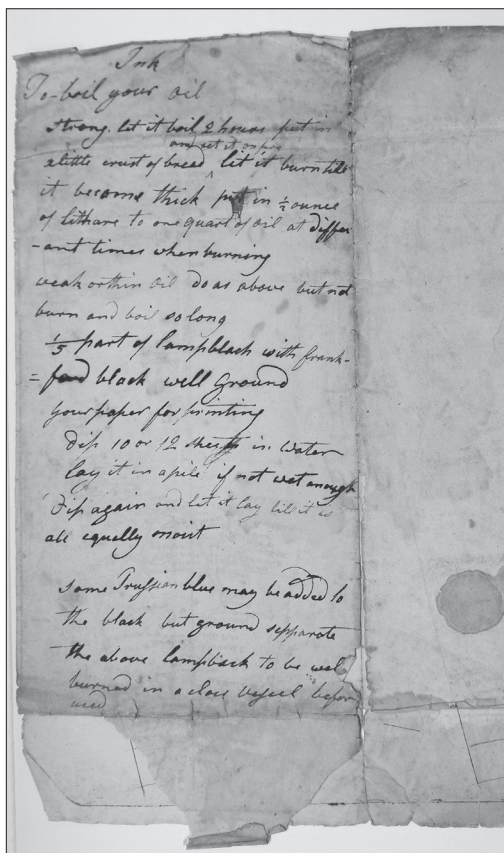 Ink
To boil your oil
strong. let it boil 2 hours put in
and set it on fire
a little crust of bread let it burn till
it become thick put in ½ ounce
of lithare to one quart of oil at differ
-ant times when burning
weak or thin oil do as above but not
burn and boil so long
⅕ part of lampblack with frank-
= ford black well ground
your paper for printing
dip 10 or 12 sheets in water
lay it in a pile if not wet enough
dip again and let it lay till it is
all equelly moist
some Prussian blue may be added to
the black but ground sepparate
the above lampback to be well
burned in a close vessel before
used